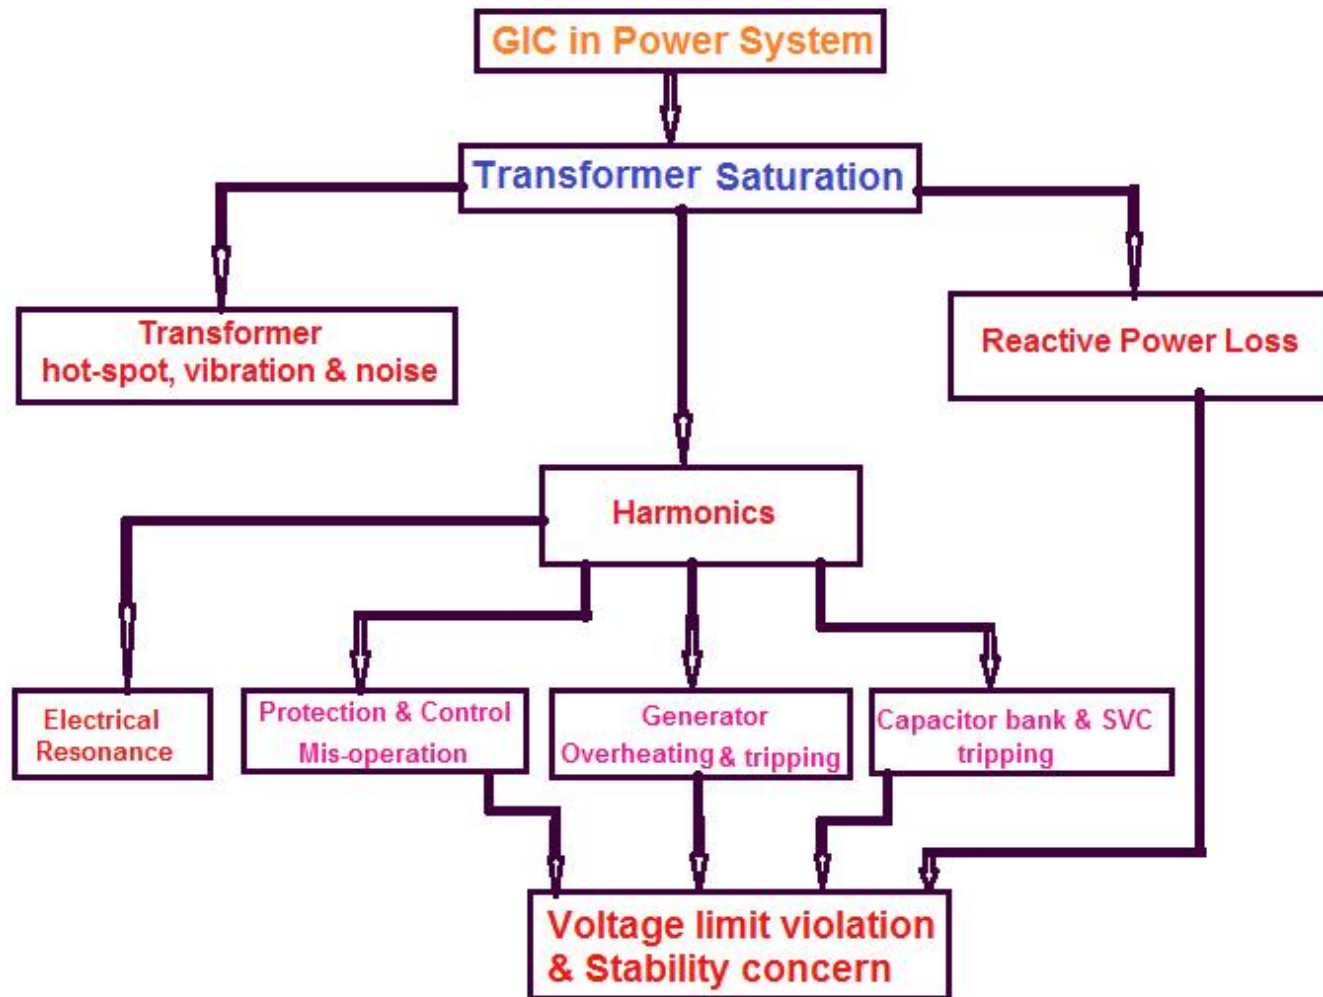 GIC in Power System
Transformer Saturation
Transformer
hot-spot, vibration & noise
Reactive Power Loss
Harmonics
Electrical
Resonance
Protection & Control
Mis-operation
Generator
Overheating & tripping
Capacitor bank & SVC
tripping
Voltage limit violation
& Stability concern